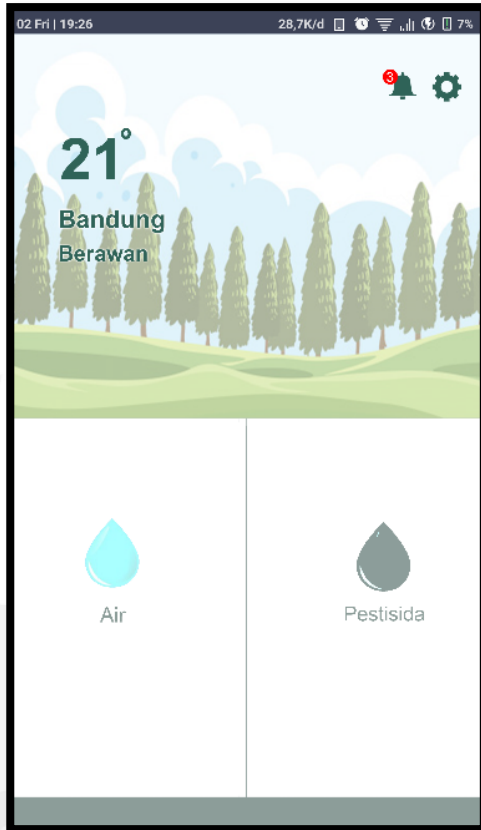 02 Fri | 19:26 28,7K/d 7%
3
21°
Bandung
Berawan
Air
Pestisida